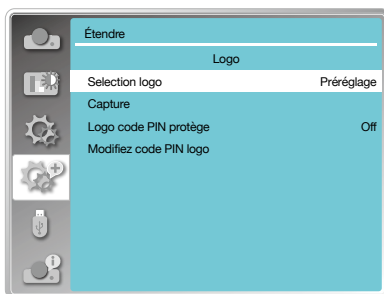 Étendre
Logo
Selection logo Préréglage
Capture
Logo code PIN protège Off
Modifiez code PIN logo